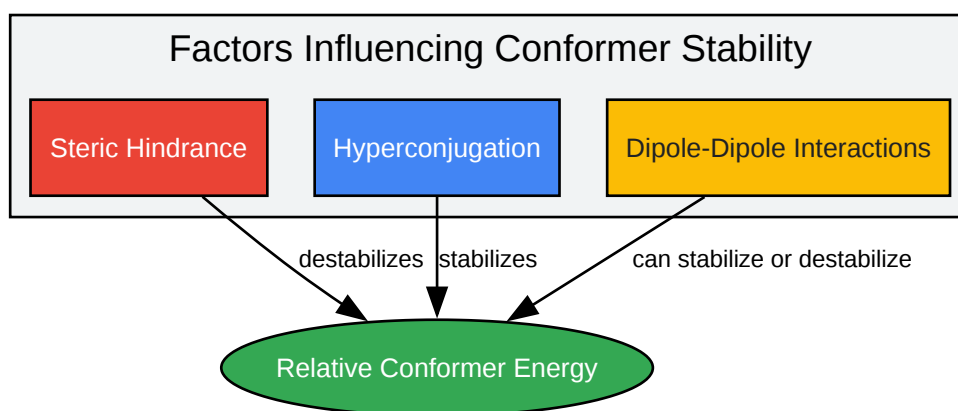 Factors Influencing Conformer Stability
Steric Hindrance
Hyperconjugation
Dipole-Dipole Interactions
destabilizes
stabilizes
can stabilize or destabilize
Relative Conformer Energy